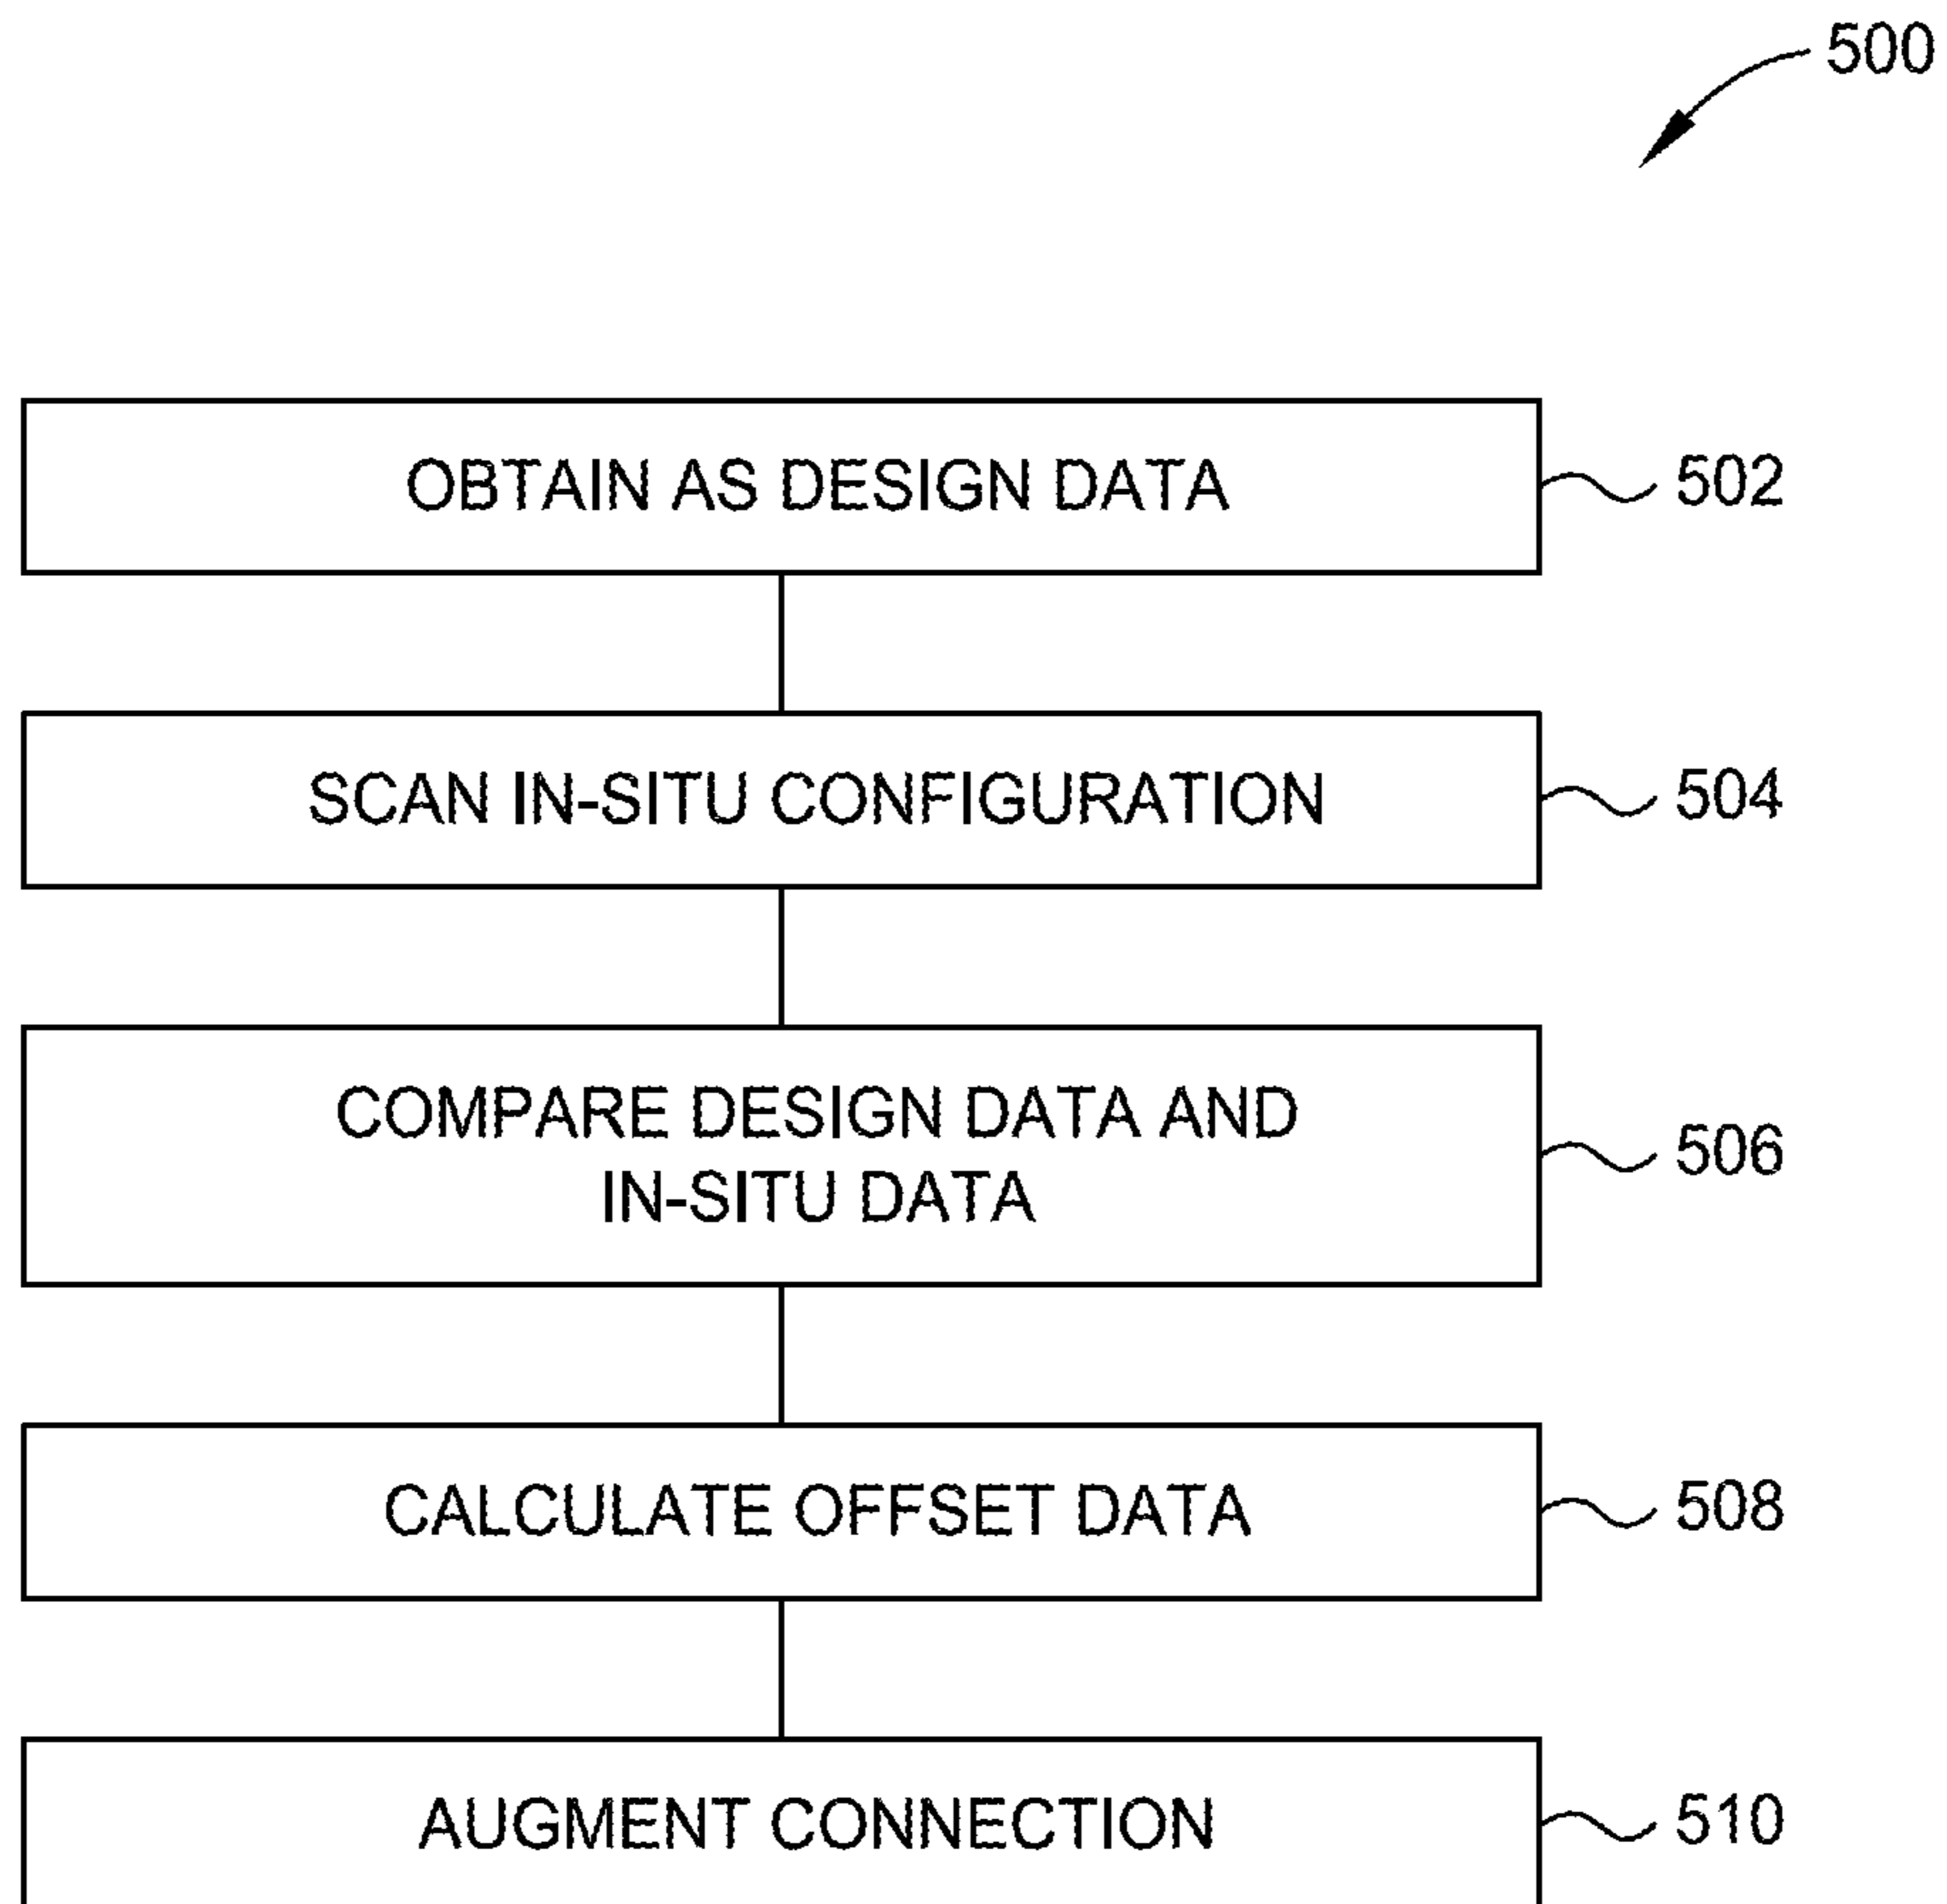 500
OBTAIN AS DESIGN DATA
502
SCAN IN-SITU CONFIGURATION
504
COMPARE DESIGN DATA AND
IN-SITU DATA
506
CALCULATE OFFSET DATA
508
AUGMENT CONNECTION
510